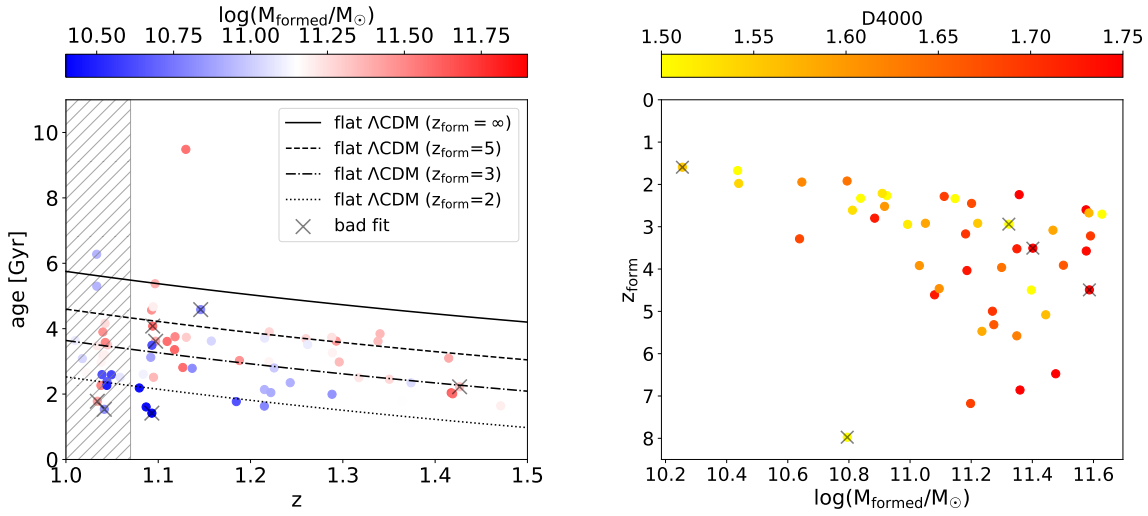 log(M_formed/M_⊙)
10.50 10.75 11.00 11.25 11.50 11.75
age [Gyr]
10
8
6
4
2
0
flat ΛCDM (z_form = ∞)
flat ΛCDM (z_form=5)
flat ΛCDM (z_form=3)
flat ΛCDM (z_form=2)
bad fit
1.0 1.1 1.2 1.3 1.4 1.5
z
D4000
1.50 1.55 1.60 1.65 1.70 1.75
z_form
0
1
2
3
4
5
6
7
8
10.2 10.4 10.6 10.8 11.0 11.2 11.4 11.6
log(M_formed/M_⊙)